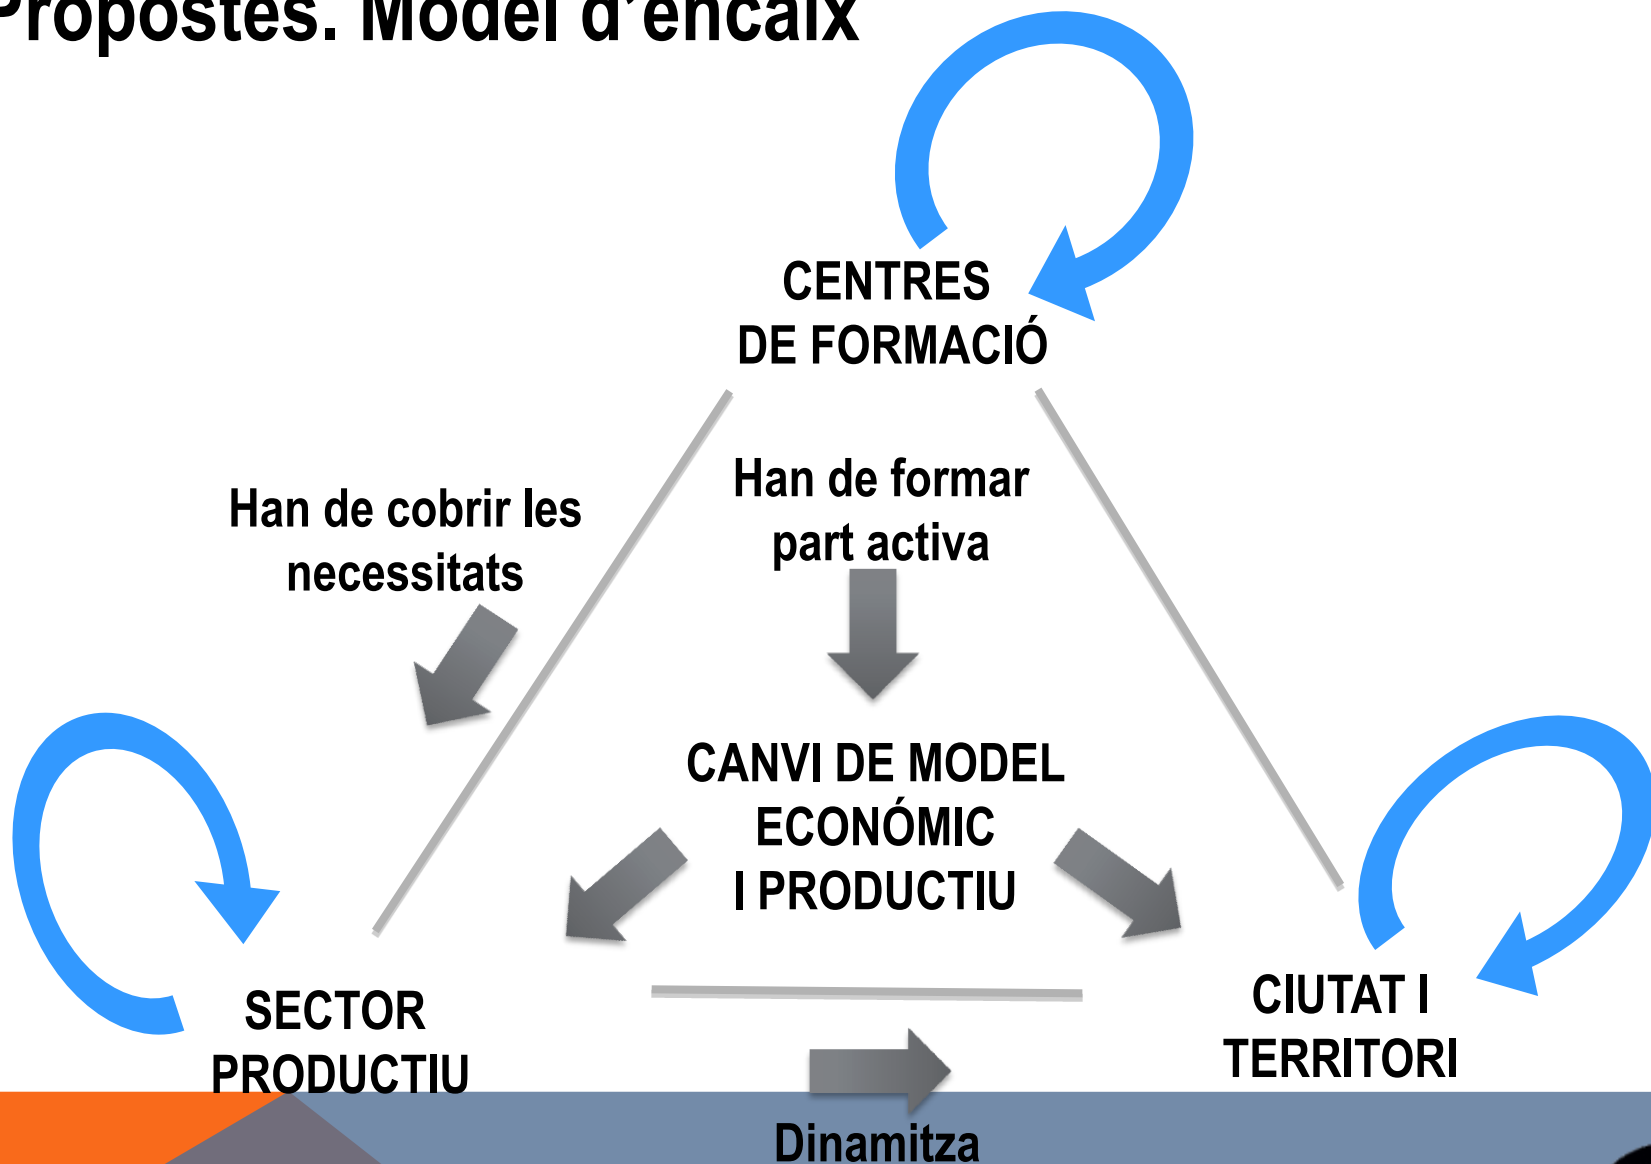 Propostes. Model d’encaix
CENTRES
DE FORMACIÓ
Han de cobrir les
necessitats
Han de formar
part activa
CANVI DE MODEL
ECONÓMIC
I PRODUCTIU
SECTOR
PRODUCTIU
CIUTAT I
TERRITORI
Dinamitza